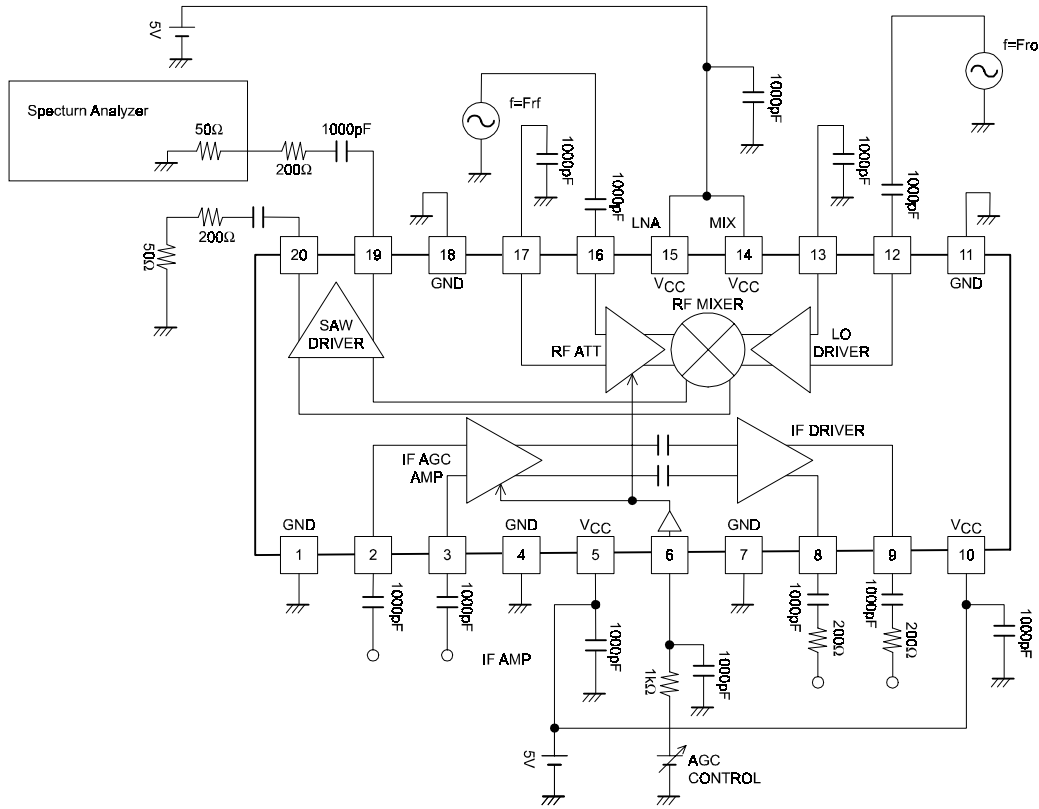 5V
f=Fro
Specturn Analyzer
50Ω
1000pF
200Ω
f=Frf
1000pF
1000pF
1000pF
1000pF
1000pF
200Ω
50Ω
LNA
MIX
20
19
18
17
16
15
14
13
12
11
GND
VCC
VCC
GND
RF MIXER
SAW
DRIVER
RF ATT
LO
DRIVER
IF AGC
AMP
IF DRIVER
GND
GND
VCC
GND
VCC
1
2
3
4
5
6
7
8
9
10
1000pF
1000pF
1000pF
1000pF
1000pF
1000pF
1000pF
200Ω
200Ω
IF AMP
1kΩ
5V
AGC
CONTROL